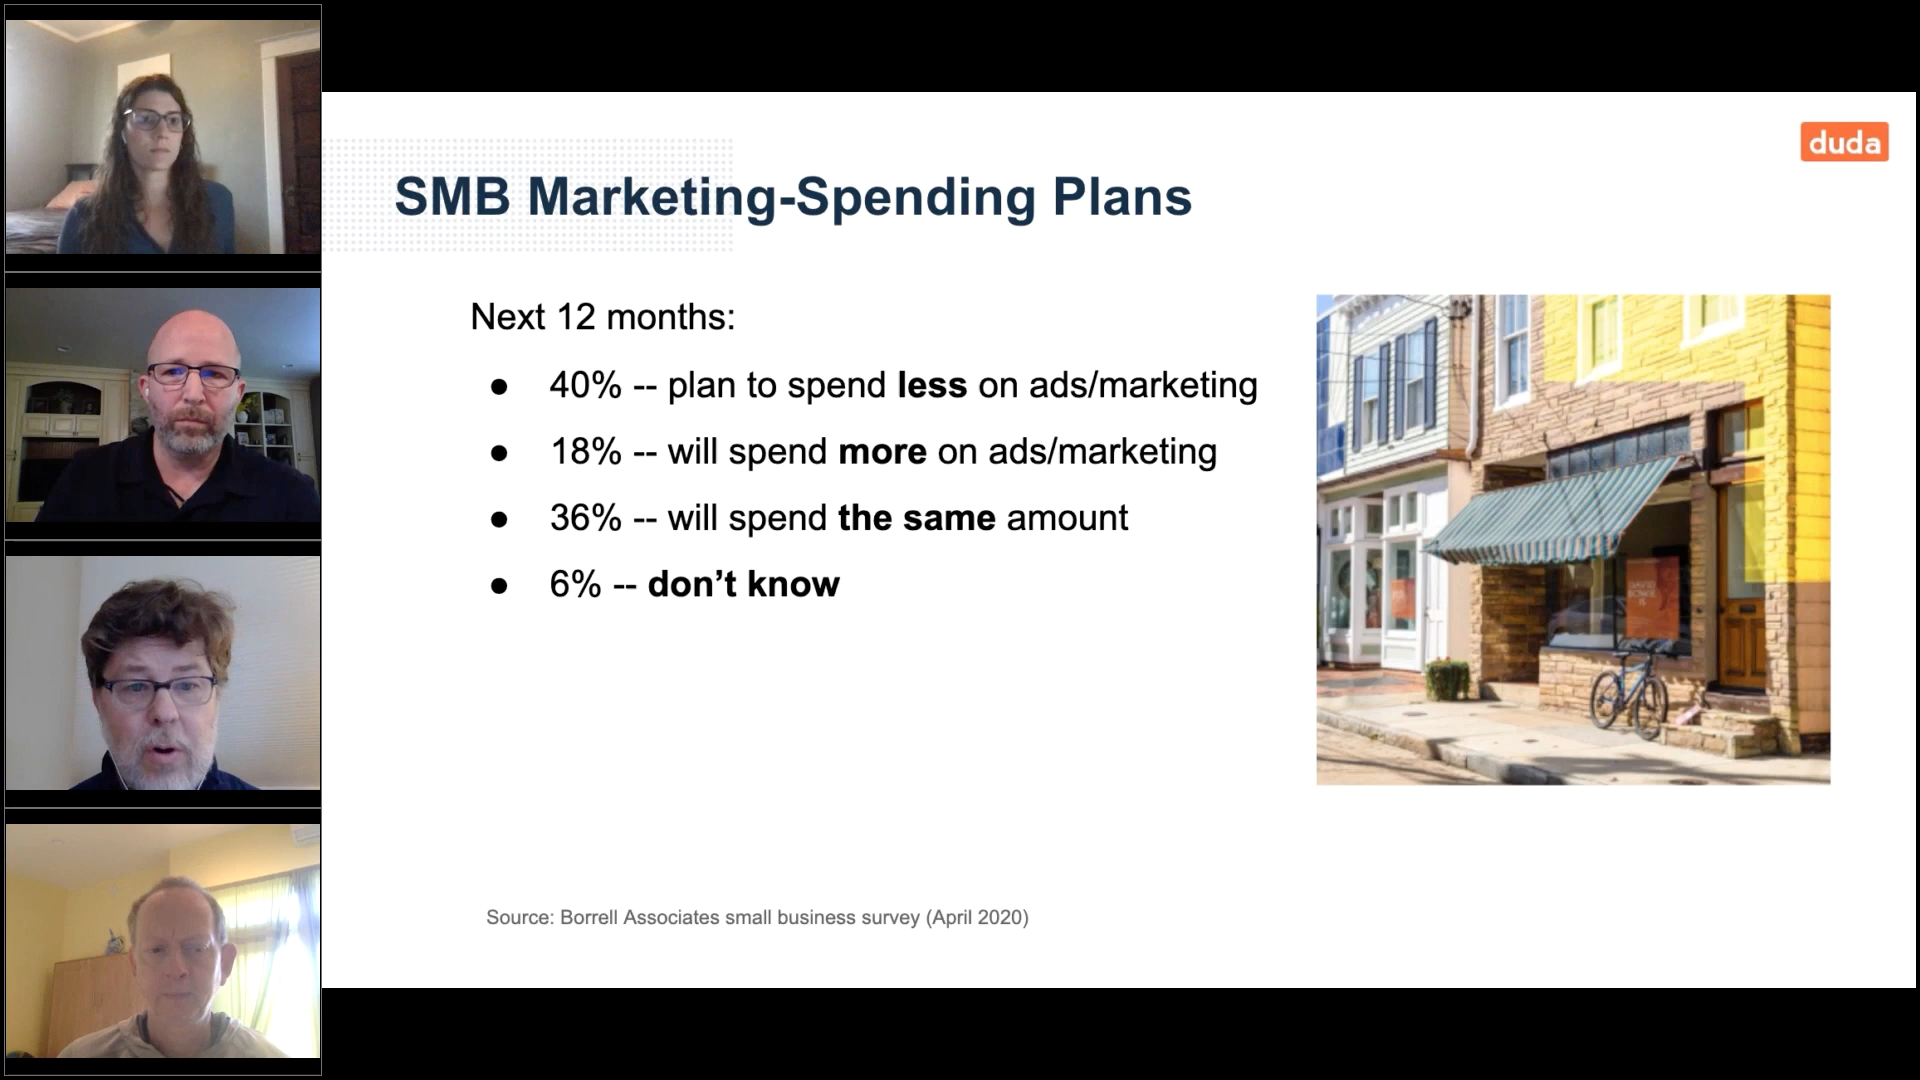 duda
SMB Marketing-Spending Plans
Next 12 months:
● 40% -- plan to spend less on ads/marketing
● 18% -- will spend more on ads/marketing
● 36% -- will spend the same amount
● 6% -- don’t know
Source: Borrell Associates small business survey (April 2020)